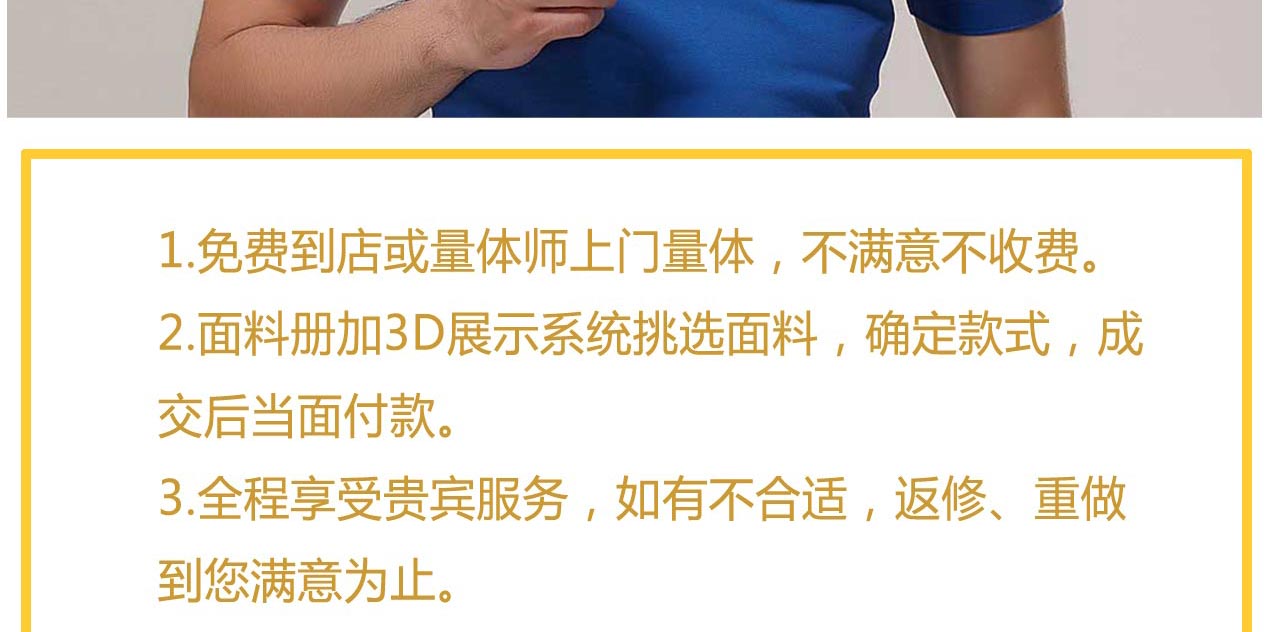 1.免费到店或量体师上门量体，不满意不收费。
2.面料册加3D展示系统挑选面料，确定款式，成
交后当面付款。
3.全程享受贵宾服务，如有不合适，返修、重做
到您满意为止。